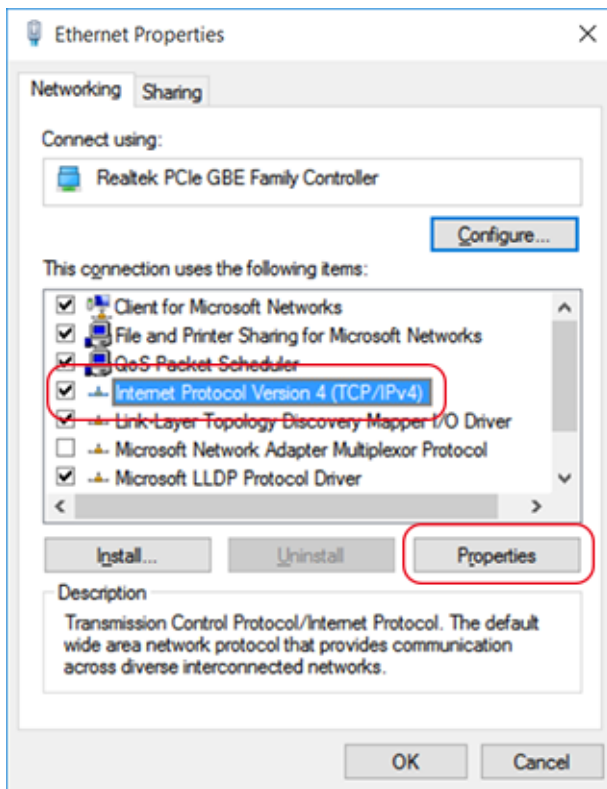 Ethernet Properties
Networking
Sharing
Connect using:
Realtek PCIe GBE Family Controller
Configure...
This connection uses the following items:
Client for Microsoft Networks
File and Printer Sharing for Microsoft Networks
QoS Packet Scheduler
Internet Protocol Version 4 (TCP/IPv4)
Link-Layer Topology Discovery Mapper I/O Driver
Microsoft Network Adapter Multiplexor Protocol
Microsoft LLDP Protocol Driver
Install...
Uninstall
Properties
Description
Transmission Control Protocol/Internet Protocol. The default
wide area network protocol that provides communication
across diverse interconnected networks.
OK
Cancel